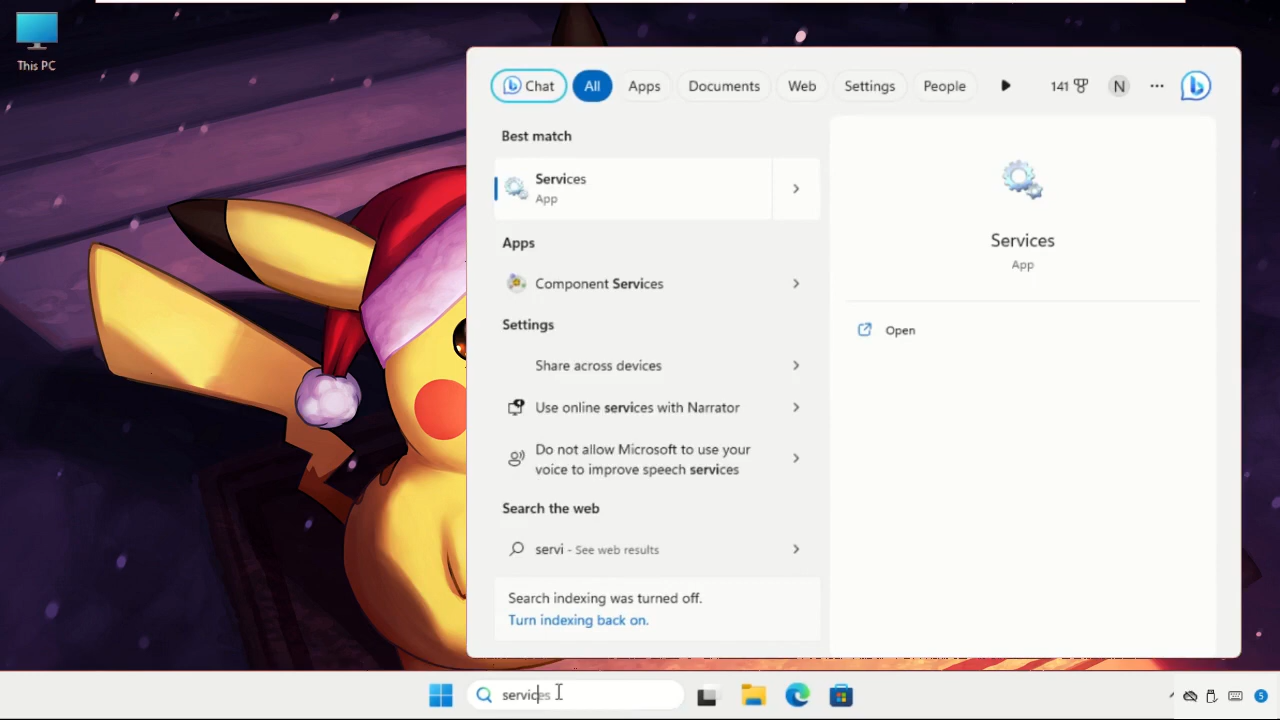 This PC
Chat
All
Apps
Documents
Web
Settings
People
141
N
Best match
Services
App
Apps
Component Services
Settings
Share across devices
Use online services with Narrator
Do not allow Microsoft to use your
voice to improve speech services
Search the web
servi - See web results
Search indexing was turned off.
Turn indexing back on.
Services
App
Open
services
5